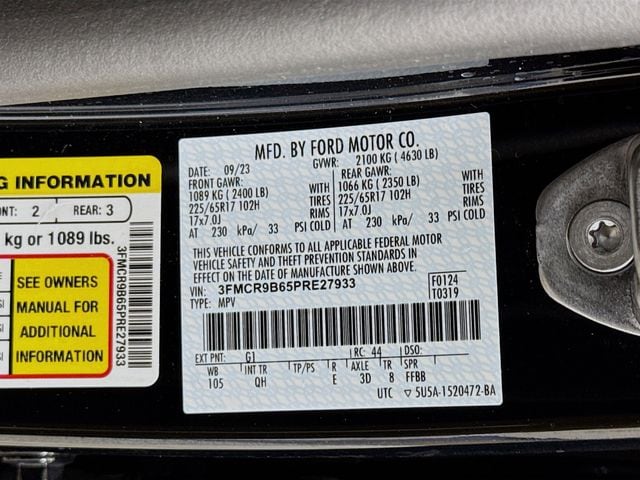 G INFORMATION
NT: 2 REAR: 3
kg or 1089 lbs.
SEE OWNERS
MANUAL FOR
ADDITIONAL
INFORMATION
3FMCR9B65PRE27933
MFD. BY FORD MOTOR CO.
DATE: 09/23 GVWR: 2100 KG ( 4630 LB)
FRONT GAWR: REAR GAWR:
1089 KG ( 2400 LB) WITH 1066 KG ( 2350 LB) WITH
225/65R17 102H TIRES 225/65R17 102H TIRES
17x7.0J RIMS 17x7.0J RIMS
AT 230 kPa/ 33 PSI COLD AT 230 kPa/ 33 PSI COLD
THIS VEHICLE CONFORMS TO ALL APPLICABLE FEDERAL MOTOR
VEHICLE SAFETY AND THEFT PREVENTION STANDARDS IN
EFFECT ON THE DATE OF MANUFACTURE SHOWN ABOVE.
VIN: 3FMCR9B65PRE27933 F0124
TYPE: MPV T0319
EXT PNT: G1 RC: 44 DSO:
WB INT TR TP/PS R AXLE TR SPR
105 QH E 3D 8 FFBB
UTC ▽ 5U5A-1520472-BA